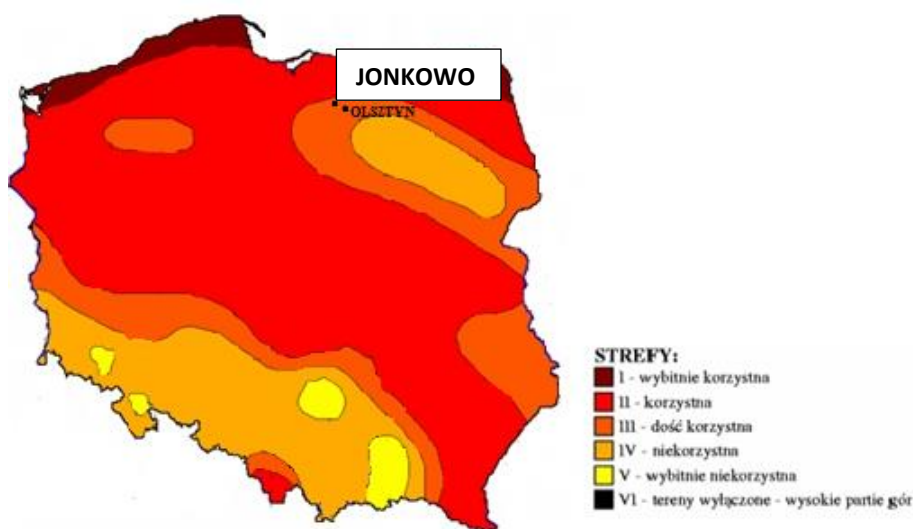 JONKOWO
OLSZTYN
STREFY:
I - wybitnie korzystna
II - korzystna
III - dość korzystna
IV - niekorzystna
V - wybitnie niekorzystna
VI - tereny wyłączone - wysokie partie gór